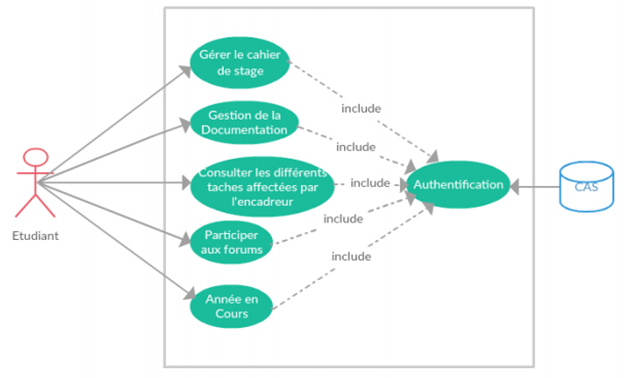 Gérer le cahier
de stage
include
Gestion de la
Documentation
include
Consulter les différents
taches affectées par
l'encadreur
include
Authentification
CAS
Etudiant
Participer
aux forums
include
include
Année en
Cours